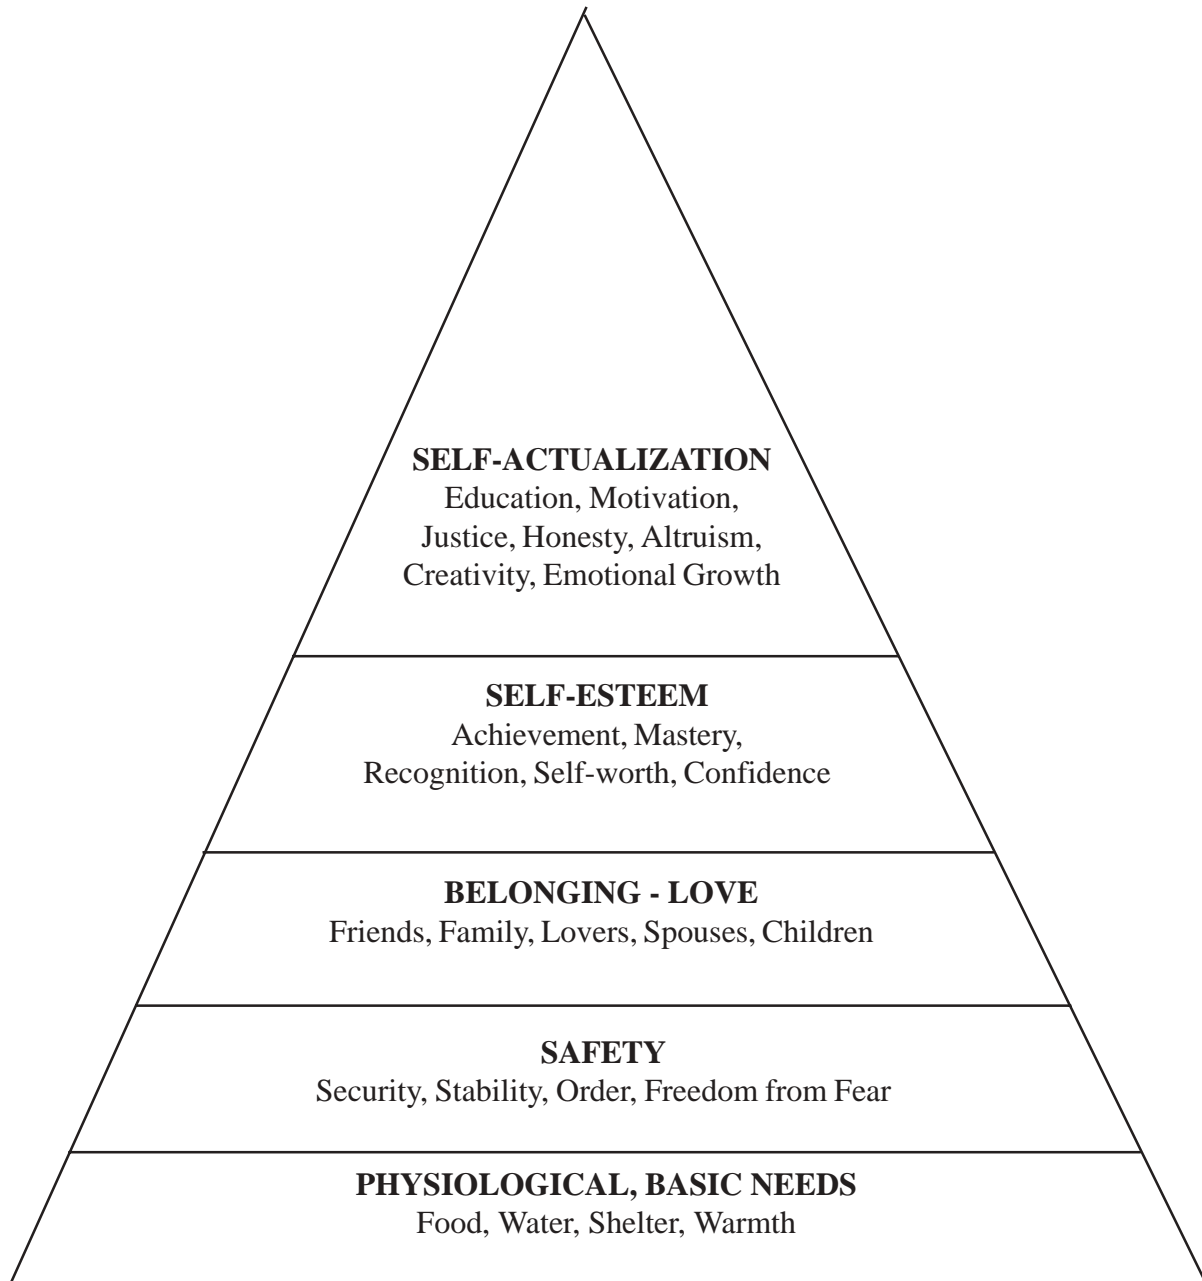 SELF-ACTUALIZATION
Education, Motivation,
Justice, Honesty, Altruism,
Creativity, Emotional Growth
SELF-ESTEEM
Achievement, Mastery,
Recognition, Self-worth, Confidence
BELONGING - LOVE
Friends, Family, Lovers, Spouses, Children
SAFETY
Security, Stability, Order, Freedom from Fear
PHYSIOLOGICAL, BASIC NEEDS
Food, Water, Shelter, Warmth